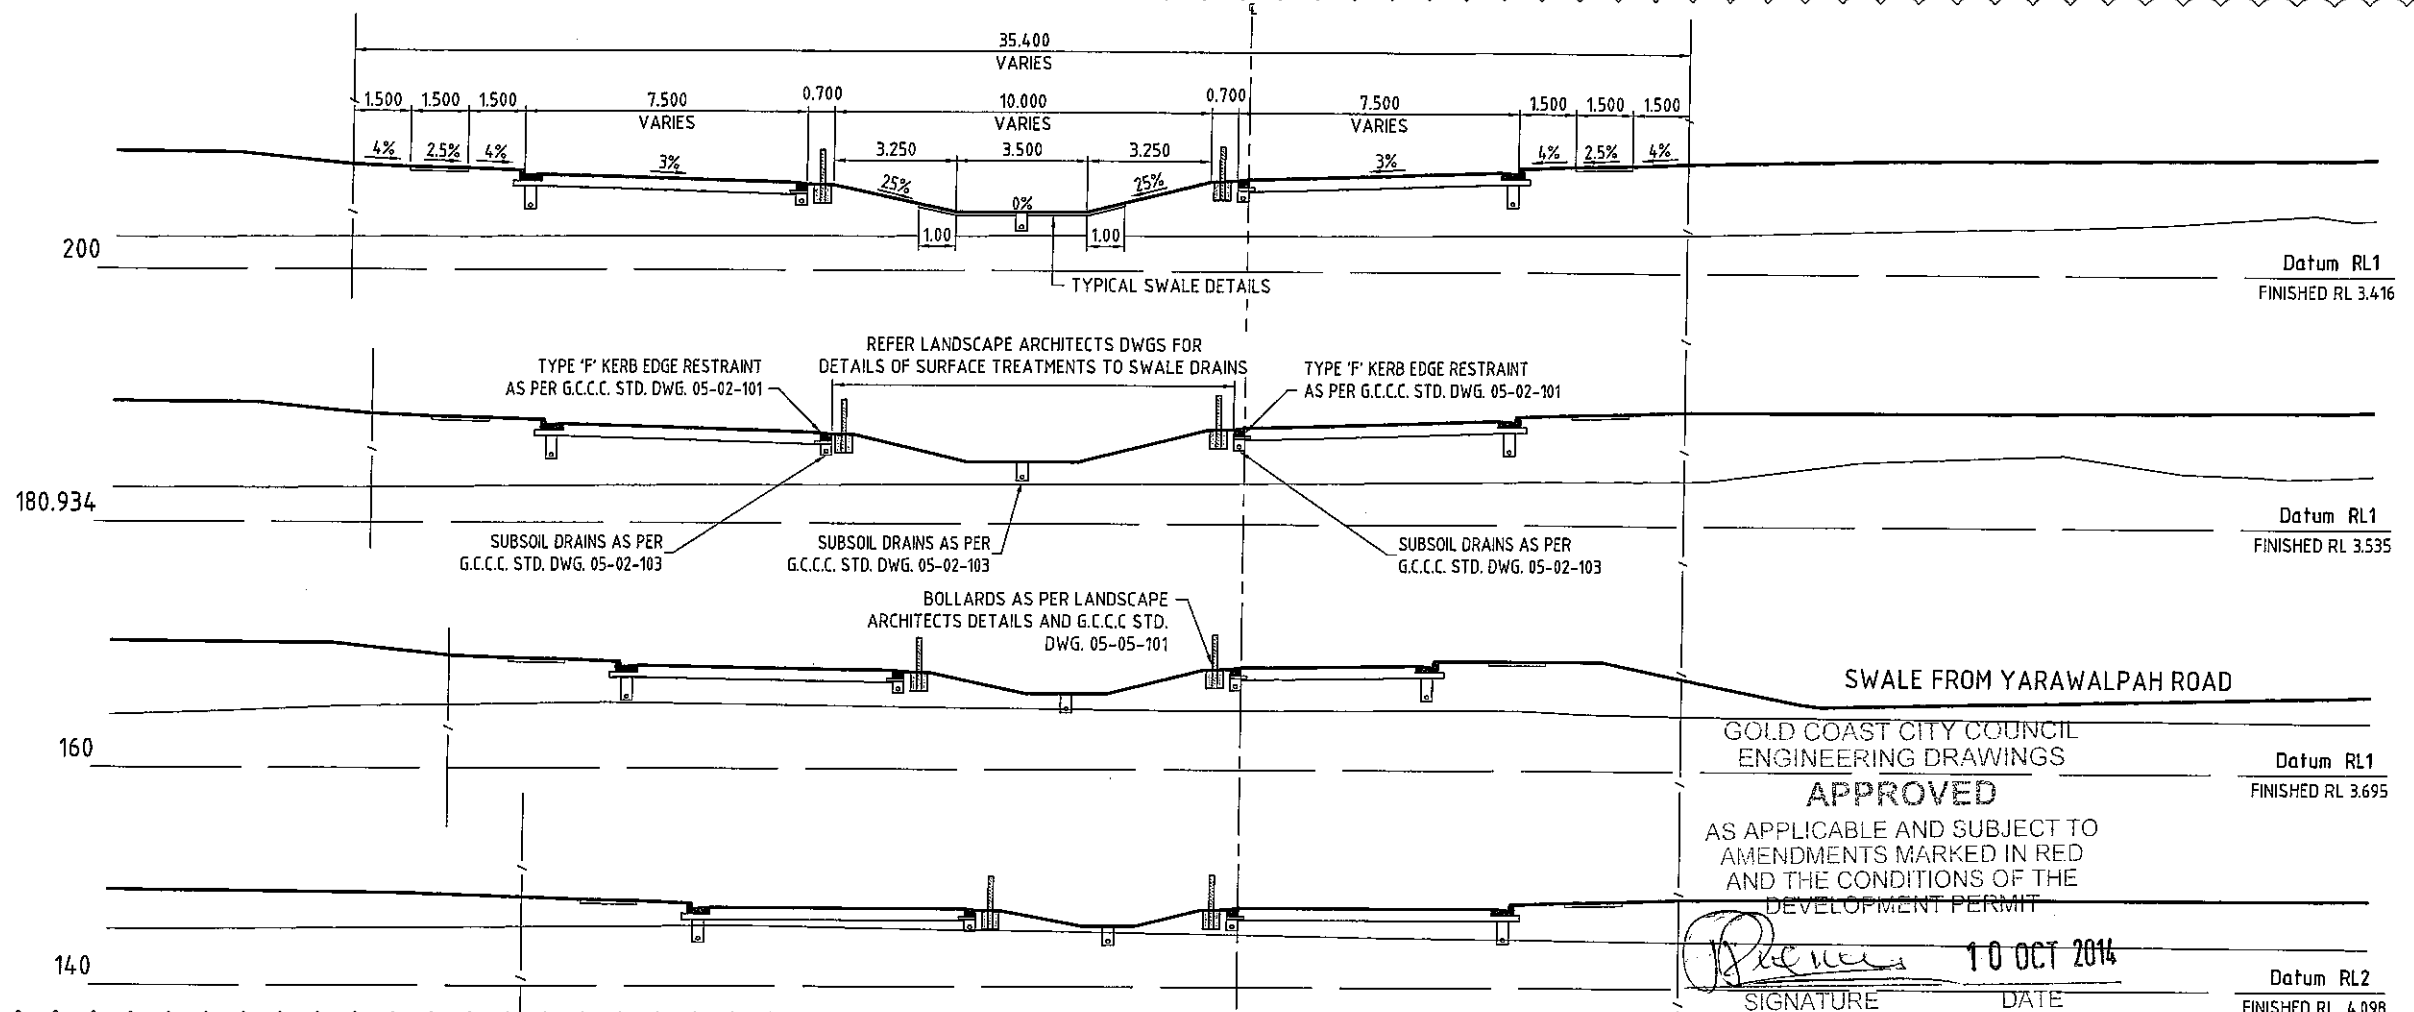 ℄
35.400
VARIES
1.500 1.500 1.500 7.500 0.700 10.000 0.700 7.500 1.500 1.500 1.500
VARIES VARIES VARIES
4% 2.5% 4% 3% 3.250 3.500 3.250 3% 4% 2.5% 4%
25% 0% 25%
1.00 1.00
200
TYPICAL SWALE DETAILS
Datum RL1
FINISHED RL 3.416
REFER LANDSCAPE ARCHITECTS DWGS FOR
DETAILS OF SURFACE TREATMENTS TO SWALE DRAINS
TYPE 'F' KERB EDGE RESTRAINT
AS PER G.C.C.C. STD. DWG. 05-02-101
TYPE 'F' KERB EDGE RESTRAINT
AS PER G.C.C.C. STD. DWG. 05-02-101
180.934
SUBSOIL DRAINS AS PER
G.C.C.C. STD. DWG. 05-02-103
SUBSOIL DRAINS AS PER
G.C.C.C. STD. DWG. 05-02-103
SUBSOIL DRAINS AS PER
G.C.C.C. STD. DWG. 05-02-103
Datum RL1
FINISHED RL 3.535
BOLLARDS AS PER LANDSCAPE
ARCHITECTS DETAILS AND G.C.C.C STD.
DWG. 05-05-101
SWALE FROM YARAWALPAH ROAD
160
Datum RL1
FINISHED RL 3.695
GOLD COAST CITY COUNCIL
ENGINEERING DRAWINGS
APPROVED
AS APPLICABLE AND SUBJECT TO
AMENDMENTS MARKED IN RED
AND THE CONDITIONS OF THE
DEVELOPMENT PERMIT
10 OCT 2014
SIGNATURE DATE
140
Datum RL2
FINISHED RL 4.098